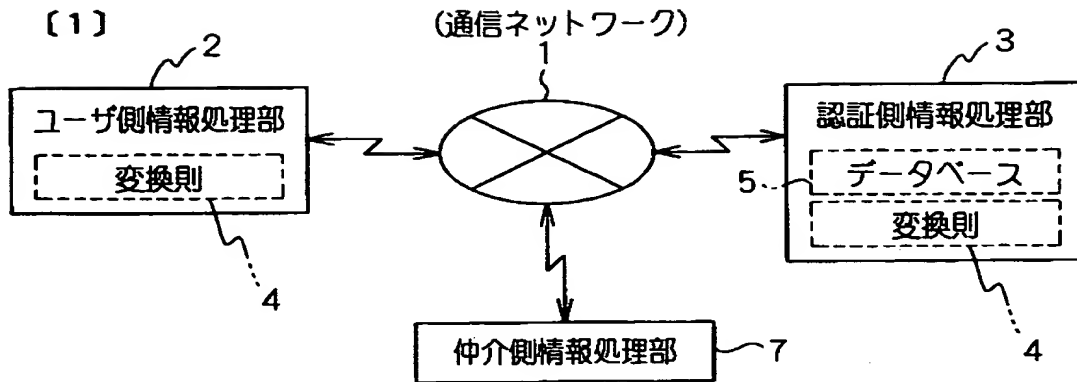 〔1〕
(通信ネットワーク)
1
2
ユーザ側情報処理部
変換則
4
3
認証側情報処理部
5
データベース
変換則
4
仲介側情報処理部
7